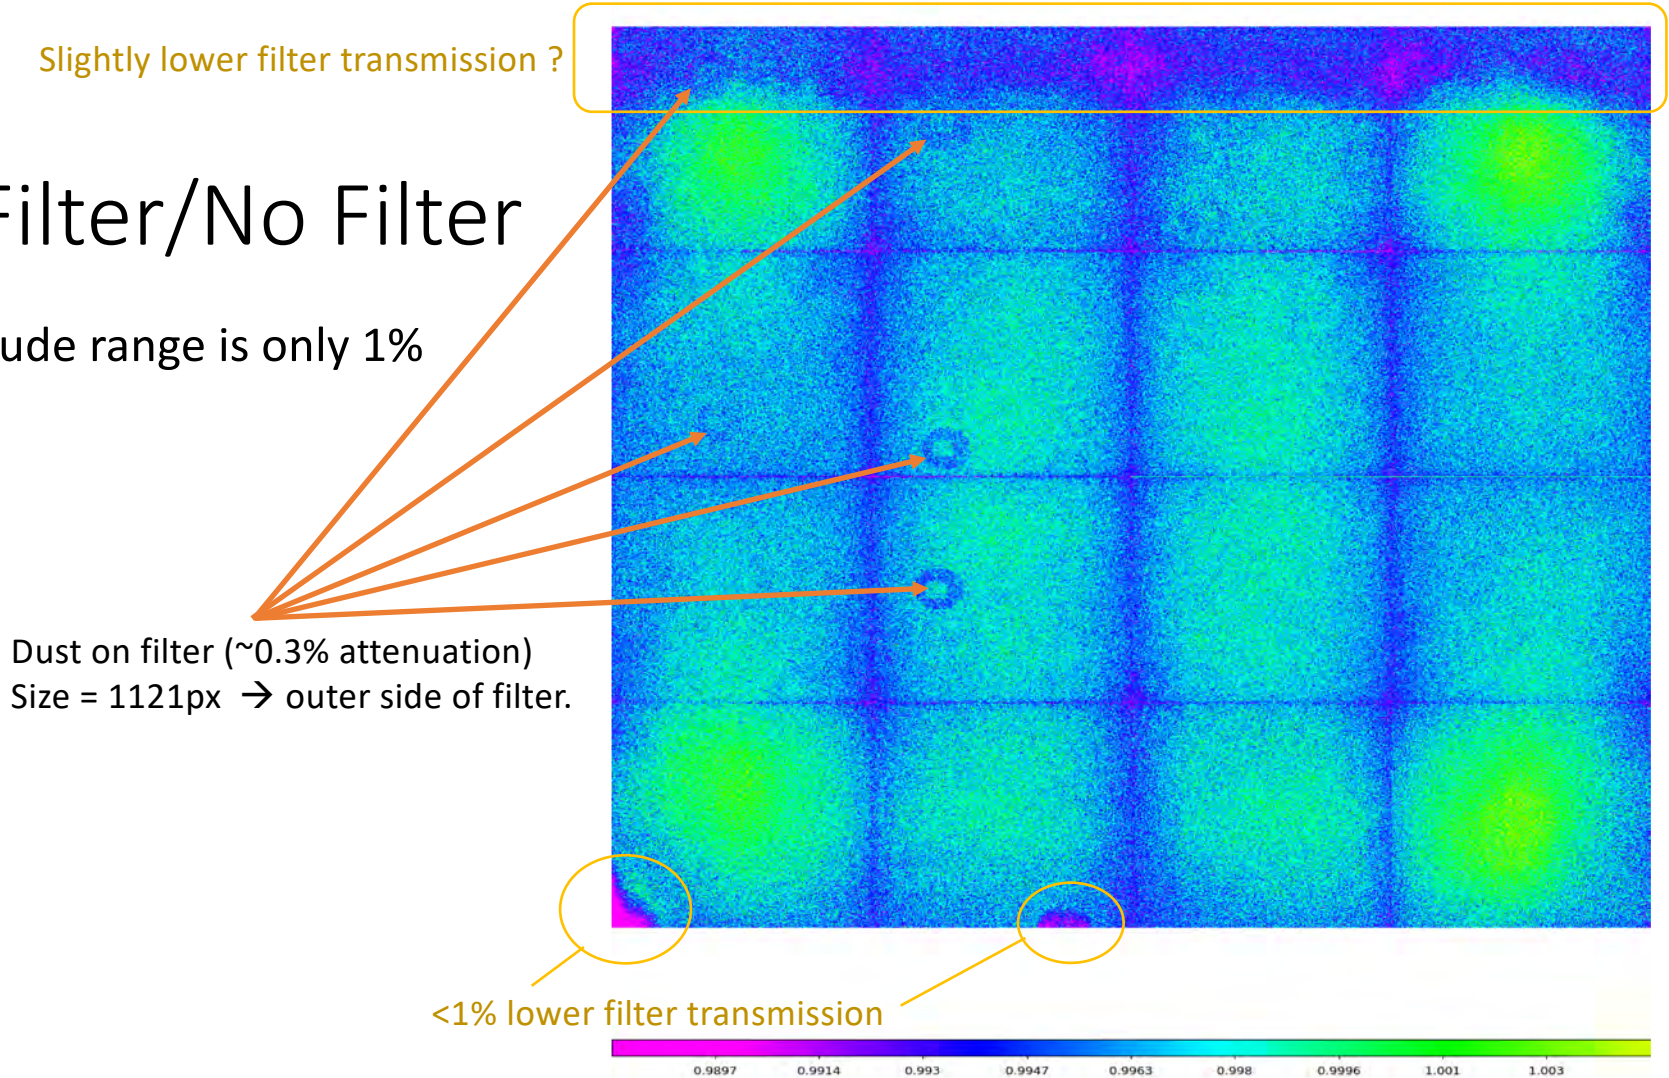 Slightly lower filter transmission ?
Filter/No Filter
ude range is only 1%
Dust on filter (~0.3% attenuation)
Size = 1121px → outer side of filter.
<1% lower filter transmission
0.9897 0.9914 0.993 0.9947 0.9963 0.998 0.9996 1.001 1.003